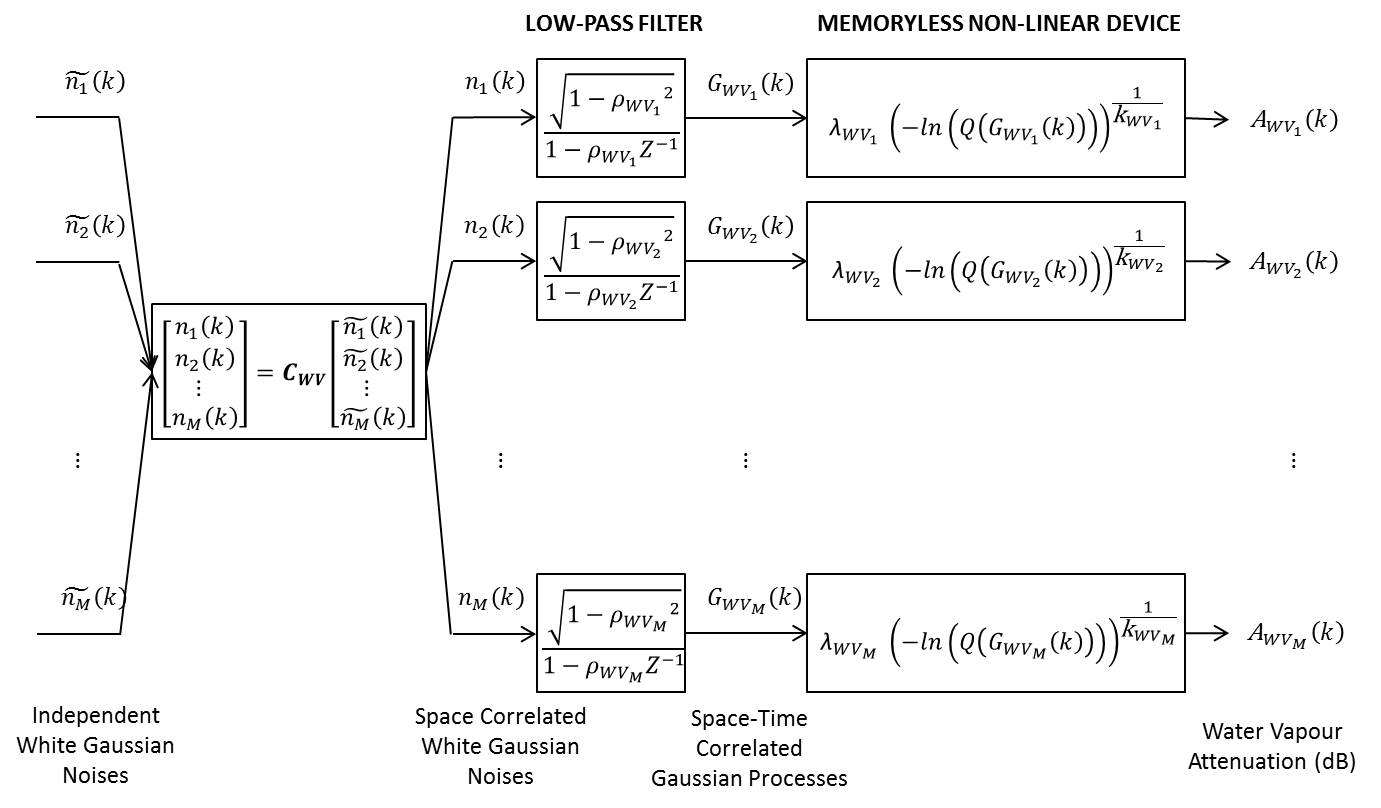 LOW-PASS FILTER
MEMORYLESS NON-LINEAR DEVICE
ñ₁(k)
n₁(k)
√(1 − ρ_WV₁²)
1 − ρ_WV₁ Z⁻¹
G_WV₁(k)
λ_WV₁ (−ln(Q(G_WV₁(k))))^(1/k_WV₁)
A_WV₁(k)
ñ₂(k)
n₂(k)
√(1 − ρ_WV₂²)
1 − ρ_WV₂ Z⁻¹
G_WV₂(k)
λ_WV₂ (−ln(Q(G_WV₂(k))))^(1/k_WV₂)
A_WV₂(k)
[n₁(k) n₂(k) ⋮ n_M(k)] = C_WV [ñ₁(k) ñ₂(k) ⋮ ñ_M(k)]
⋮ ⋮ ⋮ ⋮
ñ_M(k)
n_M(k)
√(1 − ρ_WV_M²)
1 − ρ_WV_M Z⁻¹
G_WV_M(k)
λ_WV_M (−ln(Q(G_WV_M(k))))^(1/k_WV_M)
A_WV_M(k)
Independent
White Gaussian
Noises
Space Correlated
White Gaussian
Noises
Space-Time
Correlated
Gaussian Processes
Water Vapour
Attenuation (dB)